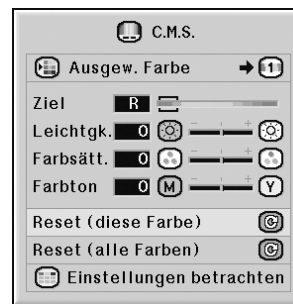 C.M.S.
Ausgew. Farbe 1
Ziel R
Leichtgk. 0
Farbsätt. 0
Farbton 0 M Y
Reset (diese Farbe)
Reset (alle Farben)
Einstellungen betrachten